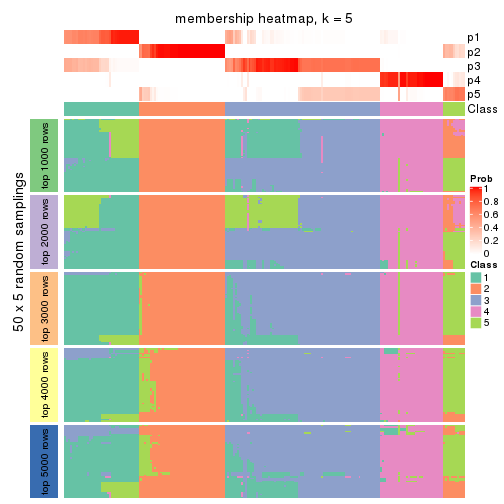 membership heatmap, k = 5
p1
p2
p3
p4
p5
Class
50 x 5 random samplings
top 1000 rows
top 2000 rows
top 3000 rows
top 4000 rows
top 5000 rows
Prob
1
0.8
0.6
0.4
0.2
0
Class
1
2
3
4
5